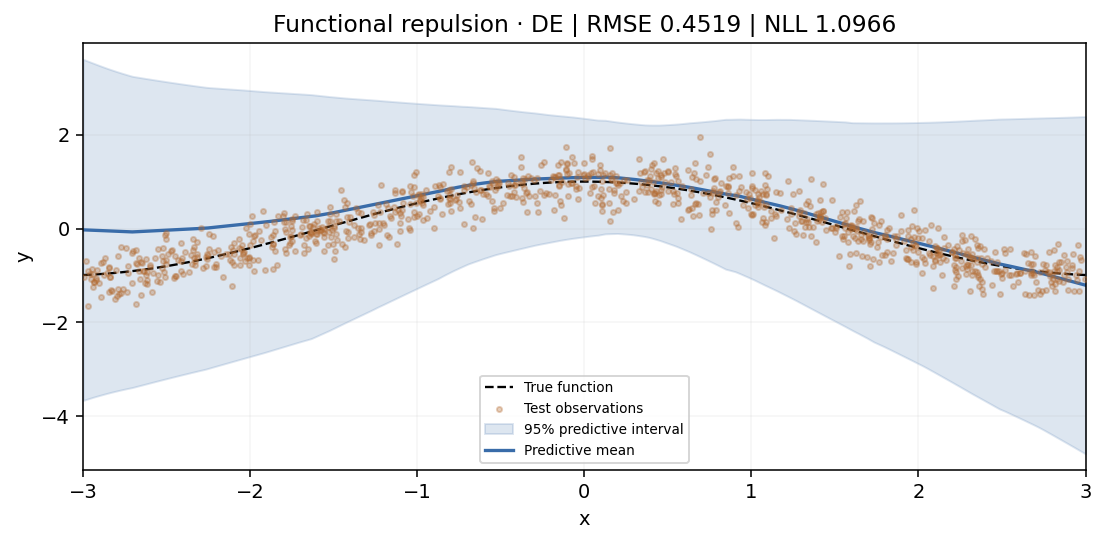 Functional repulsion · DE | RMSE 0.4519 | NLL 1.0966
y
2
0
−2
−4
True function
Test observations
95% predictive interval
Predictive mean
−3
−2
−1
0
1
2
3
x